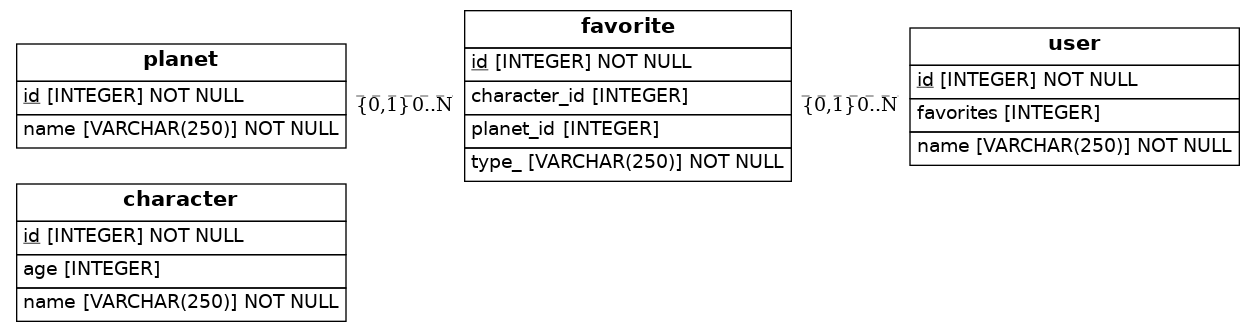 planet
id [INTEGER] NOT NULL
name [VARCHAR(250)] NOT NULL
{0,1}0..N
favorite
id [INTEGER] NOT NULL
character_id [INTEGER]
planet_id [INTEGER]
type_ [VARCHAR(250)] NOT NULL
{0,1}0..N
user
id [INTEGER] NOT NULL
favorites [INTEGER]
name [VARCHAR(250)] NOT NULL
character
id [INTEGER] NOT NULL
age [INTEGER]
name [VARCHAR(250)] NOT NULL